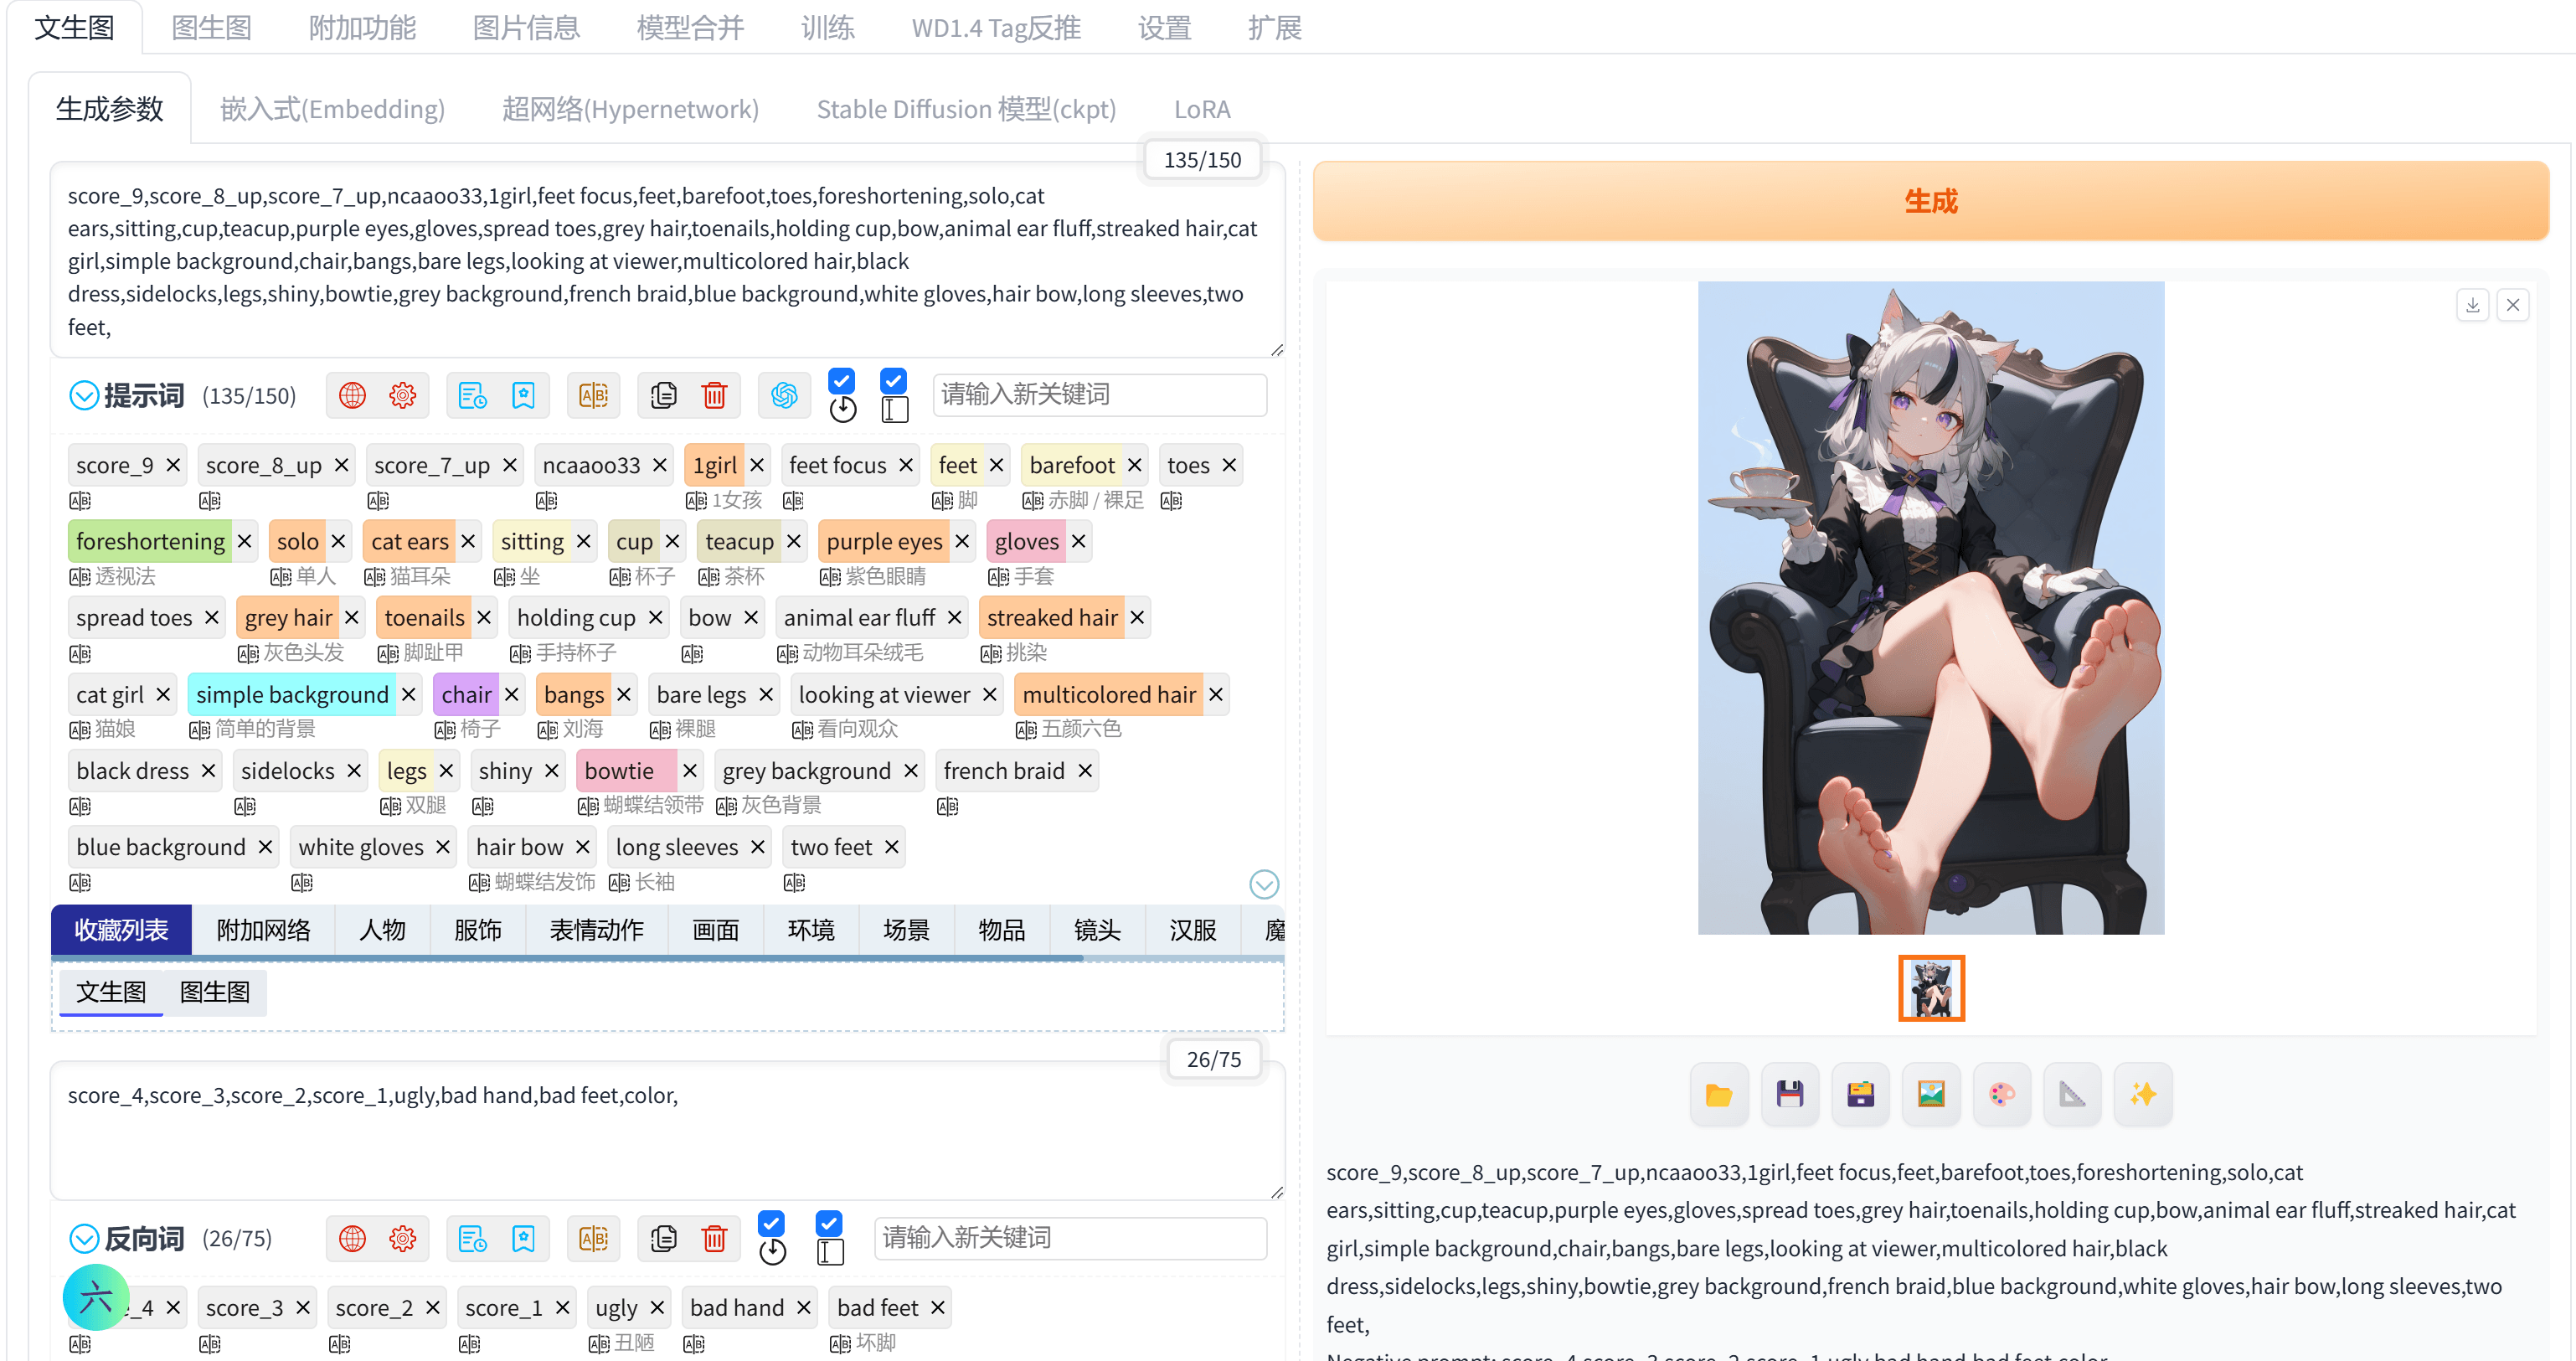 文生图 图生图 附加功能 图片信息 模型合并 训练 WD1.4 Tag反推 设置 扩展
生成参数 嵌入式(Embedding) 超网络(Hypernetwork) Stable Diffusion 模型(ckpt) LoRA
135/150
score_9,score_8_up,score_7_up,ncaaoo33,1girl,feet focus,feet,barefoot,toes,foreshortening,solo,cat
ears,sitting,cup,teacup,purple eyes,gloves,spread toes,grey hair,toenails,holding cup,bow,animal ear fluff,streaked hair,cat
girl,simple background,chair,bangs,bare legs,looking at viewer,multicolored hair,black
dress,sidelocks,legs,shiny,bowtie,grey background,french braid,blue background,white gloves,hair bow,long sleeves,two
feet,
提示词 (135/150) 请输入新关键词
score_9 score_8_up score_7_up ncaaoo33 1girl feet focus feet barefoot toes
1女孩 脚 赤脚 / 裸足
foreshortening solo cat ears sitting cup teacup purple eyes gloves
透视法 单人 猫耳朵 坐 杯子 茶杯 紫色眼睛 手套
spread toes grey hair toenails holding cup bow animal ear fluff streaked hair
灰色头发 脚趾甲 手持杯子 动物耳朵绒毛 挑染
cat girl simple background chair bangs bare legs looking at viewer multicolored hair
猫娘 简单的背景 椅子 刘海 裸腿 看向观众 五颜六色
black dress sidelocks legs shiny bowtie grey background french braid
双腿 蝴蝶结领带 灰色背景
blue background white gloves hair bow long sleeves two feet
蝴蝶结发饰 长袖
收藏列表 附加网络 人物 服饰 表情动作 画面 环境 场景 物品 镜头 汉服
文生图 图生图
26/75
score_4,score_3,score_2,score_1,ugly,bad hand,bad feet,color,
反向词 (26/75) 请输入新关键词
六 _4 score_3 score_2 score_1 ugly bad hand bad feet
丑陋 坏脚
生成
score_9,score_8_up,score_7_up,ncaaoo33,1girl,feet focus,feet,barefoot,toes,foreshortening,solo,cat
ears,sitting,cup,teacup,purple eyes,gloves,spread toes,grey hair,toenails,holding cup,bow,animal ear fluff,streaked hair,cat
girl,simple background,chair,bangs,bare legs,looking at viewer,multicolored hair,black
dress,sidelocks,legs,shiny,bowtie,grey background,french braid,blue background,white gloves,hair bow,long sleeves,two
feet,
Negative prompt: score_4,score_3,score_2,score_1,ugly,bad hand,bad feet,color,